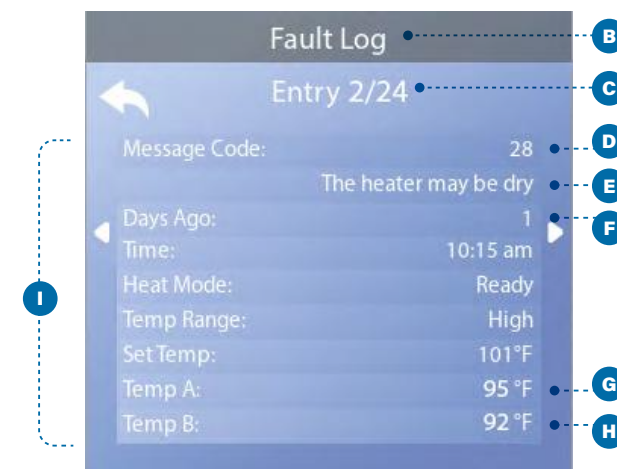 Fault Log
B
Entry 2/24
C
Message Code: 28
D
The heater may be dry
E
Days Ago: 1
F
Time: 10:15 am
Heat Mode: Ready
I
Temp Range: High
Set Temp: 101°F
Temp A: 95 °F
G
Temp B: 92 °F
H